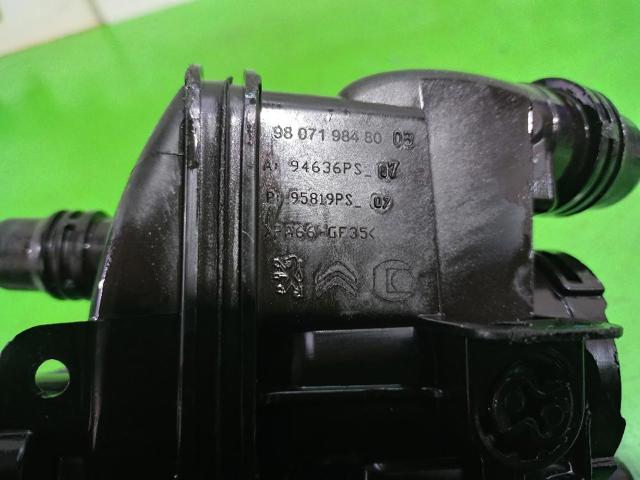 98 071 984 80 03
A: 94636PS_ 07
P: 95819PS_ 07
>PA66-GF35<